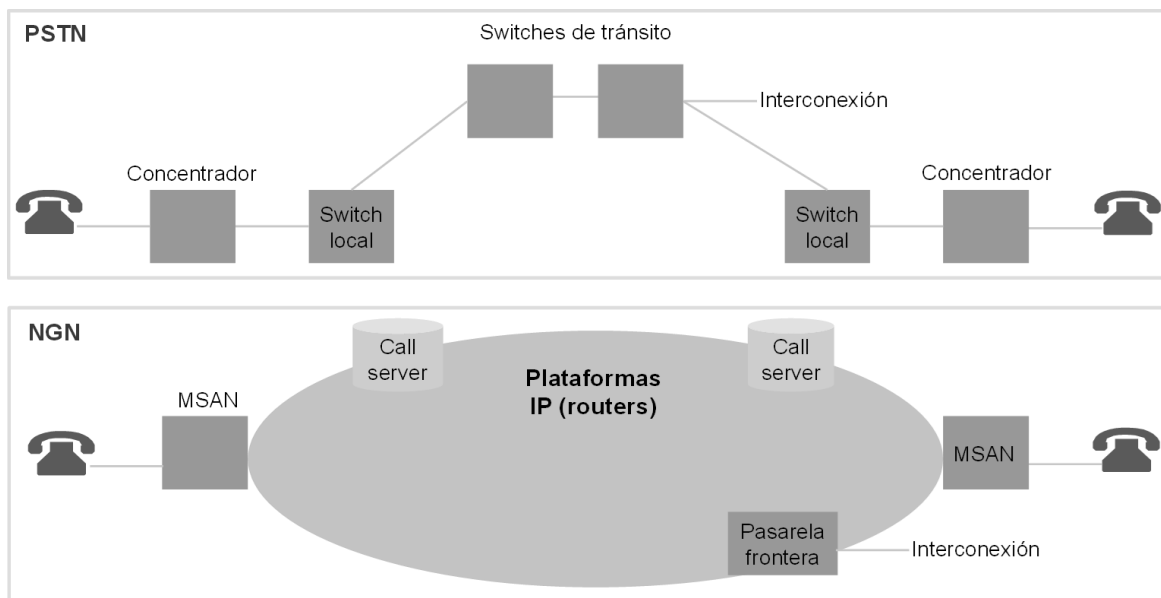 PSTN
Switches de tránsito
Interconexión
Concentrador
Concentrador
Switch
local
Switch
local
NGN
Call
server
Call
server
Plataformas
IP (routers)
MSAN
MSAN
Pasarela
frontera
Interconexión